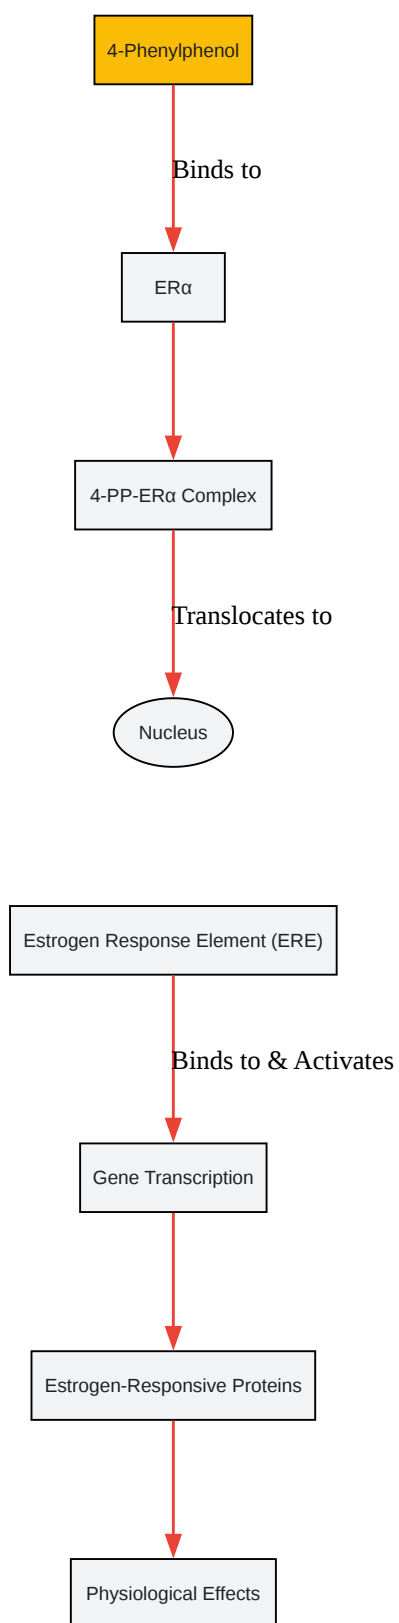 4-Phenylphenol
Binds to
ERα
4-PP-ERα Complex
Translocates to
Nucleus
Estrogen Response Element (ERE)
Binds to & Activates
Gene Transcription
Estrogen-Responsive Proteins
Physiological Effects